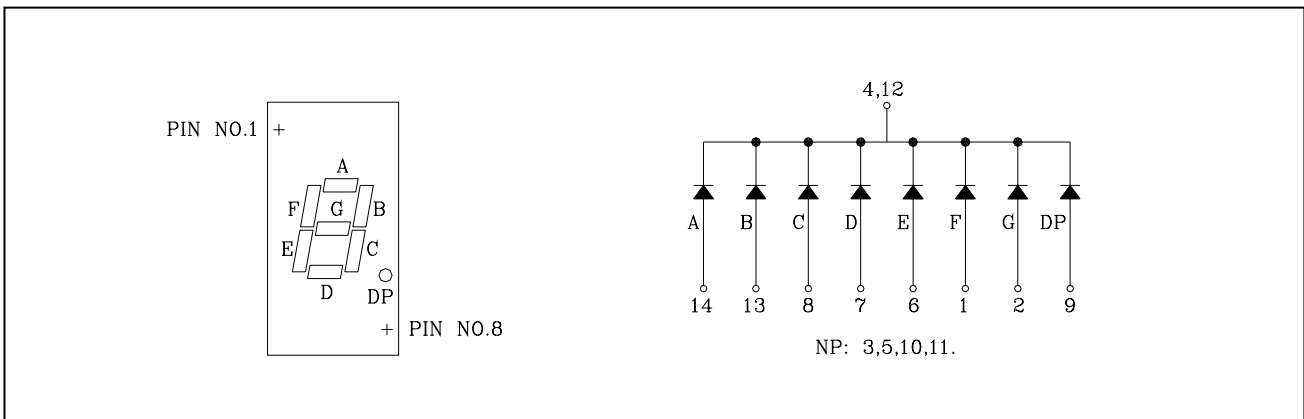 PIN NO.1
A
F G B
E C
D DP
PIN NO.8
4,12
A B C D E F G DP
14 13 8 7 6 1 2 9
NP: 3,5,10,11.